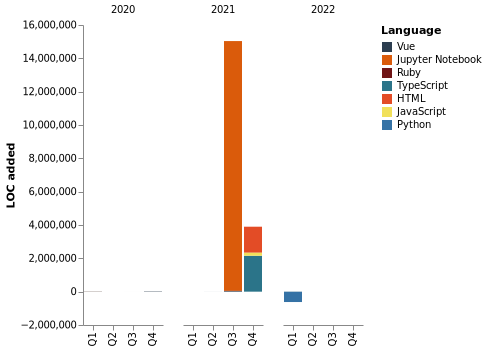 2020 2021 2022
Language
Vue
Jupyter Notebook
Ruby
TypeScript
HTML
JavaScript
Python
LOC added
16,000,000
14,000,000
12,000,000
10,000,000
8,000,000
6,000,000
4,000,000
2,000,000
0
−2,000,000
Q1 Q2 Q3 Q4 Q1 Q2 Q3 Q4 Q1 Q2 Q3 Q4